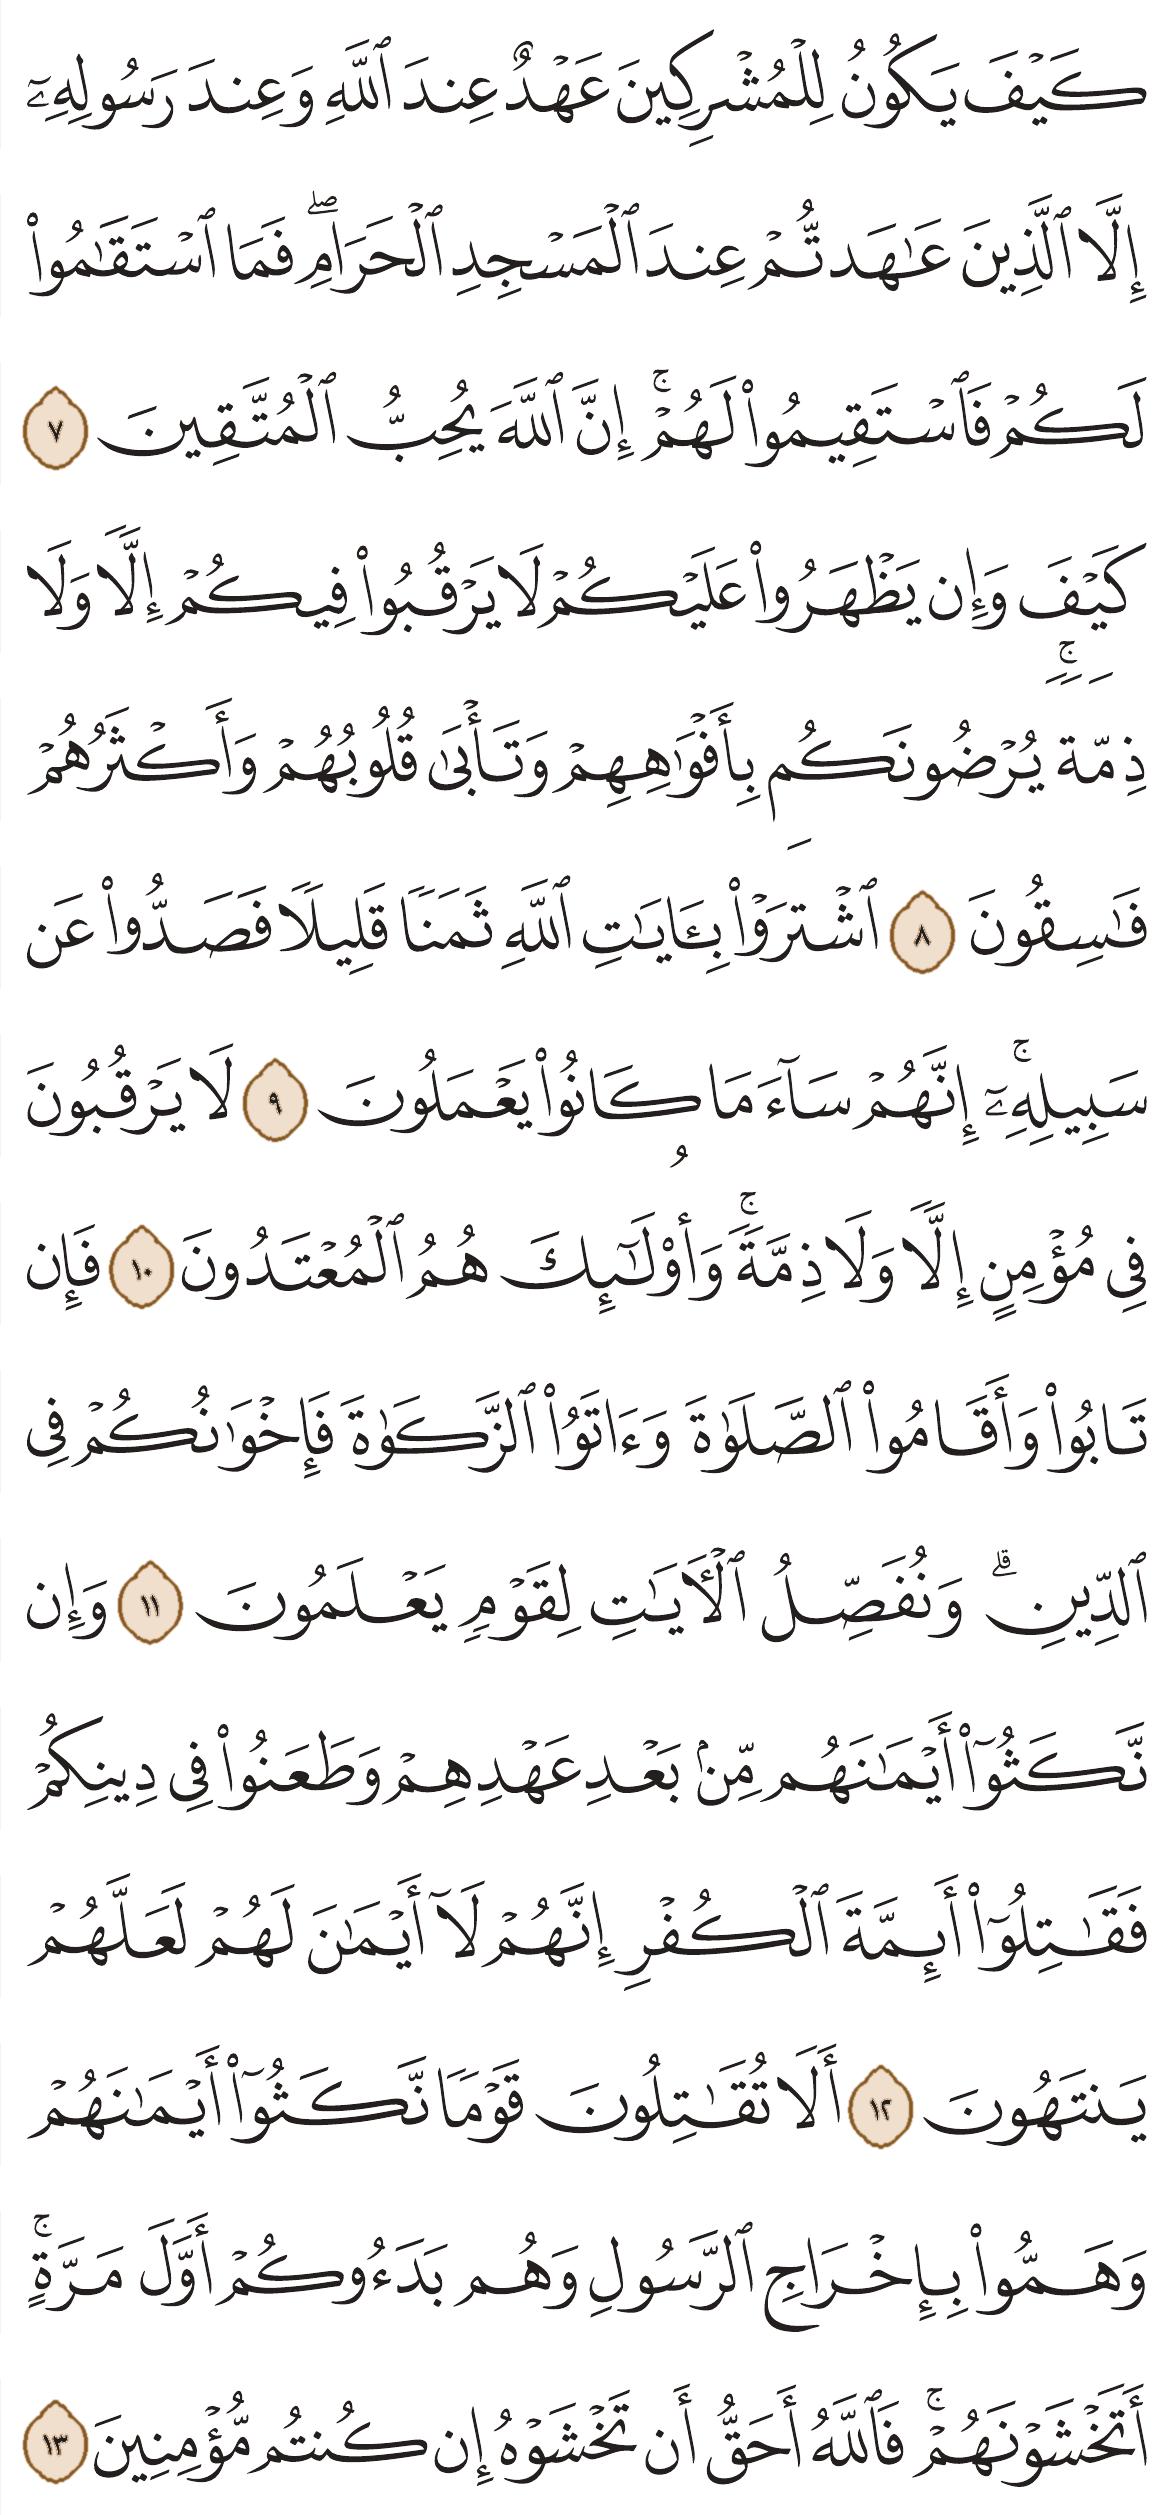 كَيۡفَ يَكُونُ لِلۡمُشۡرِكِينَ عَهۡدٌ عِندَ ٱللَّهِ وَعِندَ رَسُولِهِۦٓ
إِلَّا ٱلَّذِينَ عَٰهَدتُّمۡ عِندَ ٱلۡمَسۡجِدِ ٱلۡحَرَامِۖ فَمَا ٱسۡتَقَٰمُواْ
لَكُمۡ فَٱسۡتَقِيمُواْ لَهُمۡۚ إِنَّ ٱللَّهَ يُحِبُّ ٱلۡمُتَّقِينَ ٧
كَيۡفَ وَإِن يَظۡهَرُواْ عَلَيۡكُمۡ لَا يَرۡقُبُواْ فِيكُمۡ إِلّٗا وَلَا
ذِمَّةٗۚ يُرۡضُونَكُم بِأَفۡوَٰهِهِمۡ وَتَأۡبَىٰ قُلُوبُهُمۡ وَأَكۡثَرُهُمۡ
فَٰسِقُونَ ٨ ٱشۡتَرَوۡاْ بِـَٔايَٰتِ ٱللَّهِ ثَمَنٗا قَلِيلٗا فَصَدُّواْ عَن
سَبِيلِهِۦٓۚ إِنَّهُمۡ سَآءَ مَا كَانُواْ يَعۡمَلُونَ ٩ لَا يَرۡقُبُونَ
فِي مُؤۡمِنٍ إِلّٗا وَلَا ذِمَّةٗۚ وَأُوْلَٰٓئِكَ هُمُ ٱلۡمُعۡتَدُونَ ١٠ فَإِن
تَابُواْ وَأَقَامُواْ ٱلصَّلَوٰةَ وَءَاتَوُاْ ٱلزَّكَوٰةَ فَإِخۡوَٰنُكُمۡ فِي
ٱلدِّينِۗ وَنُفَصِّلُ ٱلۡأٓيَٰتِ لِقَوۡمٖ يَعۡلَمُونَ ١١ وَإِن
نَّكَثُوٓاْ أَيۡمَٰنَهُم مِّنۢ بَعۡدِ عَهۡدِهِمۡ وَطَعَنُواْ فِي دِينِكُمۡ
فَقَٰتِلُوٓاْ أَئِمَّةَ ٱلۡكُفۡرِ إِنَّهُمۡ لَآ أَيۡمَٰنَ لَهُمۡ لَعَلَّهُمۡ
يَنتَهُونَ ١٢ أَلَا تُقَٰتِلُونَ قَوۡمٗا نَّكَثُوٓاْ أَيۡمَٰنَهُمۡ
وَهَمُّواْ بِإِخۡرَاجِ ٱلرَّسُولِ وَهُم بَدَءُوكُمۡ أَوَّلَ مَرَّةٍۚ
أَتَخۡشَوۡنَهُمۡۚ فَٱللَّهُ أَحَقُّ أَن تَخۡشَوۡهُ إِن كُنتُم مُّؤۡمِنِينَ ١٣